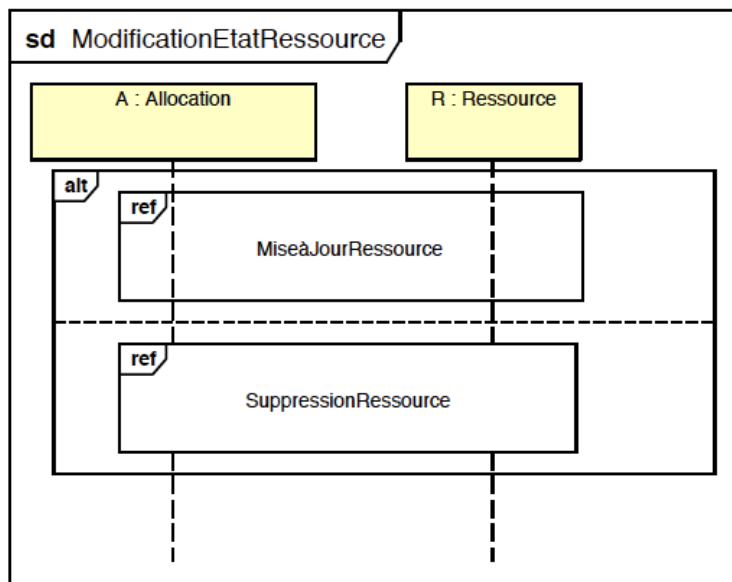 sd ModificationEtatRessource
A : Allocation
R : Ressource
alt
ref
MiseàJourRessource
ref
SuppressionRessource